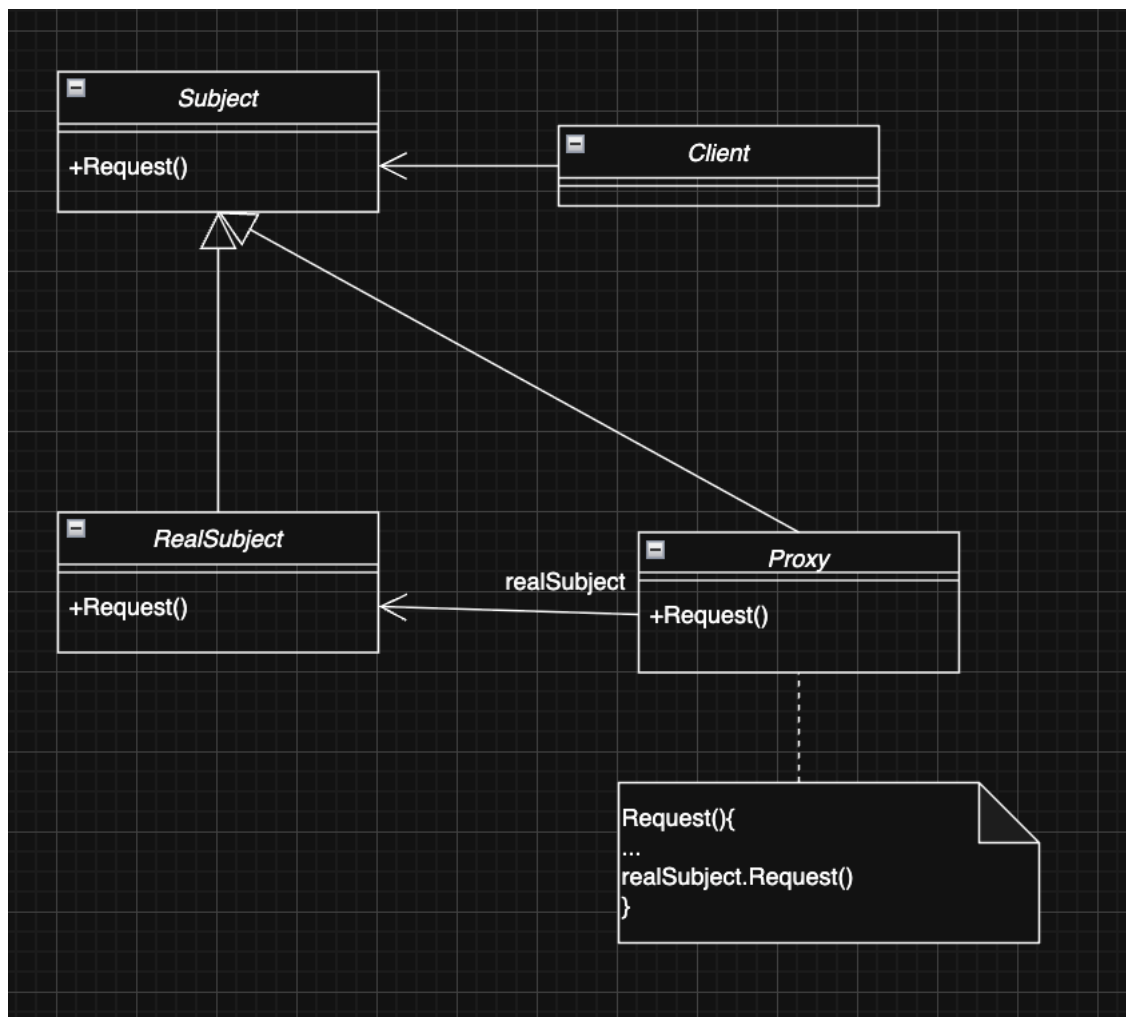 Subject
+Request()
Client
RealSubject
+Request()
realSubject
Proxy
+Request()
Request(){
...
realSubject.Request()
}